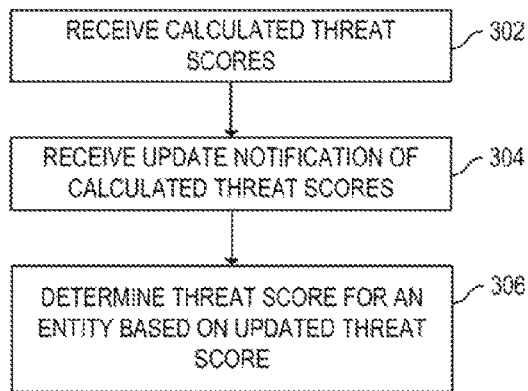 RECEIVE CALCULATED THREAT
SCORES
302
RECEIVE UPDATE NOTIFICATION OF
CALCULATED THREAT SCORES
304
DETERMINE THREAT SCORE FOR AN
ENTITY BASED ON UPDATED THREAT
SCORE
306